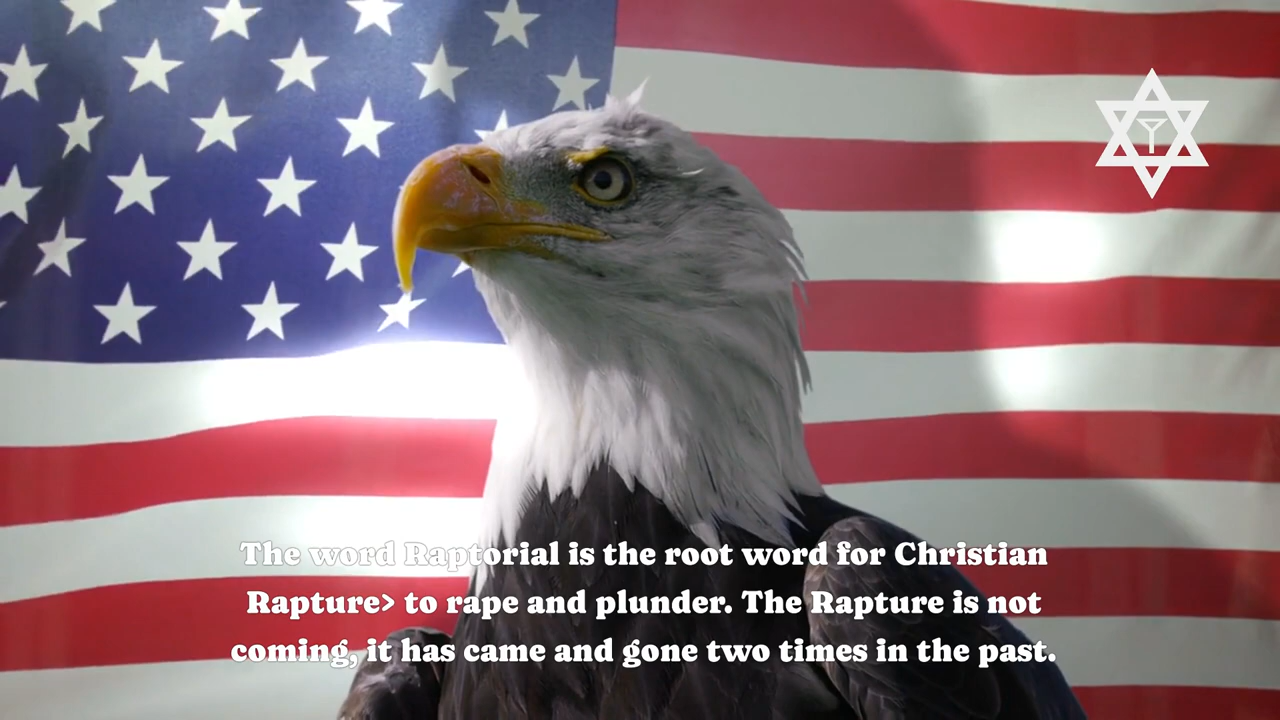 The word Raptorial is the root word for Christian
Rapture> to rape and plunder. The Rapture is not
coming, it has came and gone two times in the past.